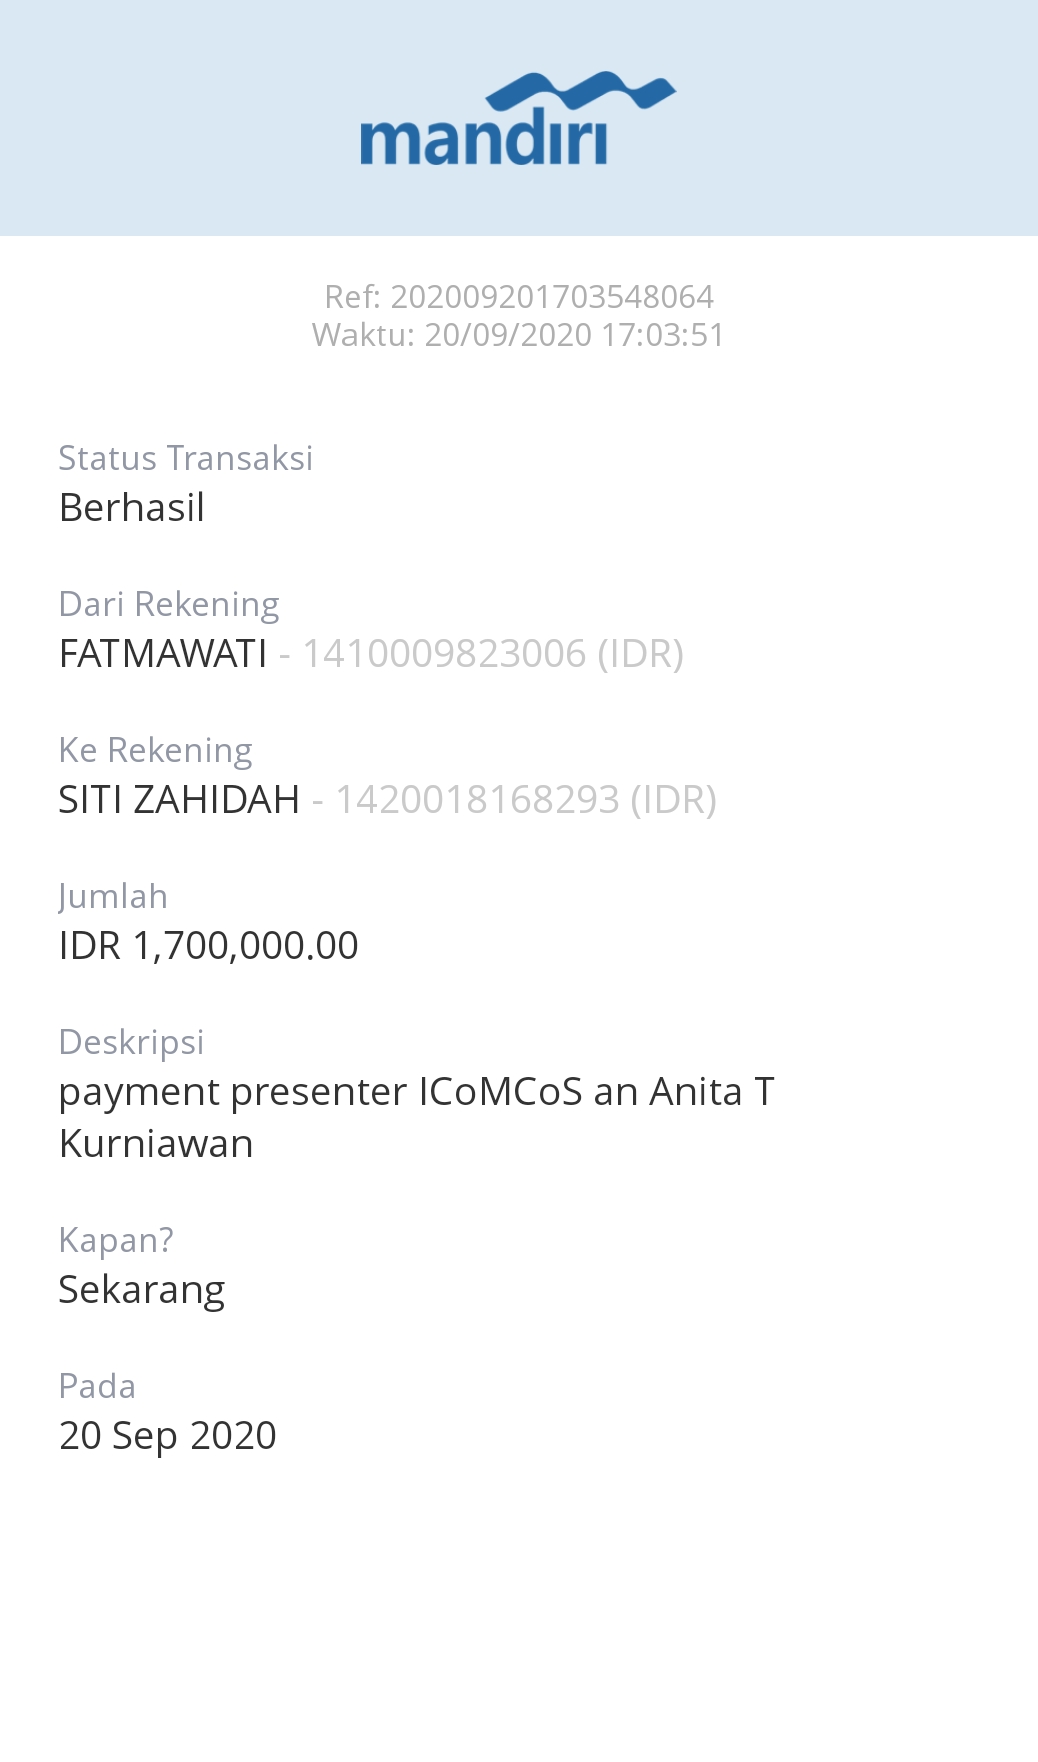 mandiri
Ref: 202009201703548064
Waktu: 20/09/2020 17:03:51
Status Transaksi
Berhasil
Dari Rekening
FATMAWATI - 1410009823006 (IDR)
Ke Rekening
SITI ZAHIDAH - 1420018168293 (IDR)
Jumlah
IDR 1,700,000.00
Deskripsi
payment presenter ICoMCoS an Anita T
Kurniawan
Kapan?
Sekarang
Pada
20 Sep 2020